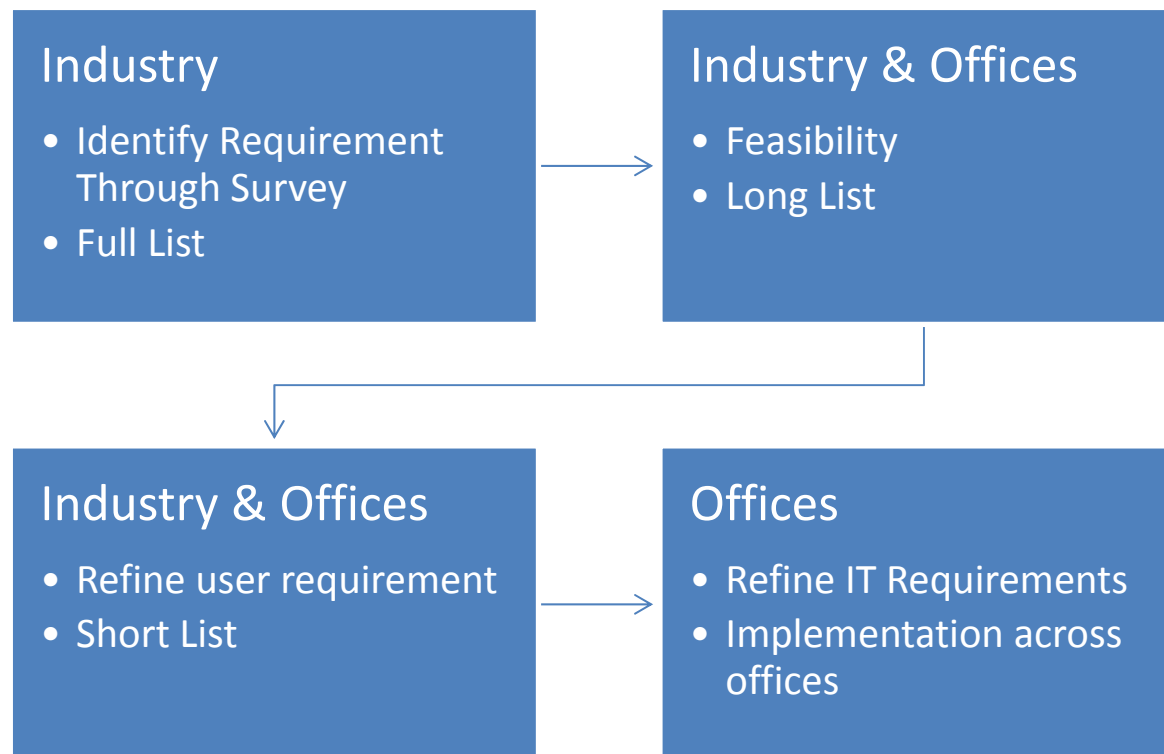 Industry
• Identify Requirement
Through Survey
• Full List
Industry & Offices
• Feasibility
• Long List
Industry & Offices
• Refine user requirement
• Short List
Offices
• Refine IT Requirements
• Implementation across
offices